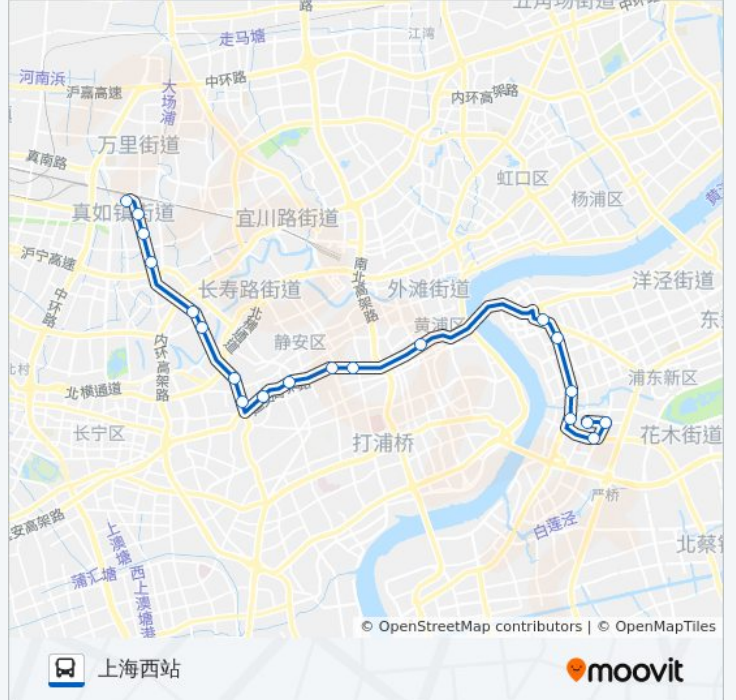 五角场街道
中环路
路
走马塘
江湾
河南浜
中环路
沪嘉高速
大场浦
内环高架路
万里街道
真南路
虹口区
杨浦区
真如镇街道
宜川路街道
沪宁高速
南北高架路
洋泾街道
长寿路街道
外滩街道
中环路
北横通道
黄浦区
东
静安区
内环高架路
村
浦东新区
北横通道
长宁区
打浦桥
花木街道
严桥
安高架路
白莲泾
上澳塘
北蔡镇
蒲汇塘
西上澳塘港
© OpenStreetMap contributors | © OpenMapTiles
上海西站
moovit